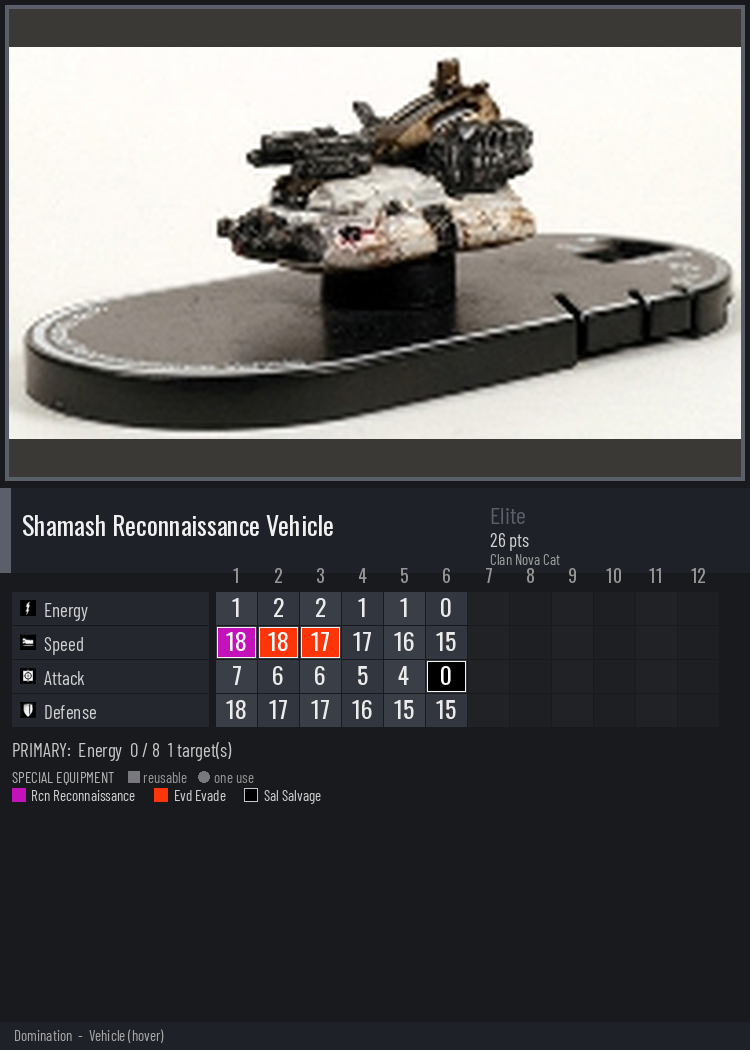 Shamash Reconnaissance Vehicle
Elite
26 pts
Clan Nova Cat
1 2 3 4 5 6 7 8 9 10 11 12
Energy 1 2 2 1 1 0
Speed 18 18 17 17 16 15
Attack 7 6 6 5 4 0
Defense 18 17 17 16 15 15
PRIMARY: Energy 0 / 8 1 target(s)
SPECIAL EQUIPMENT reusable one use
Rcn Reconnaissance Evd Evade Sal Salvage
Domination - Vehicle (hover)